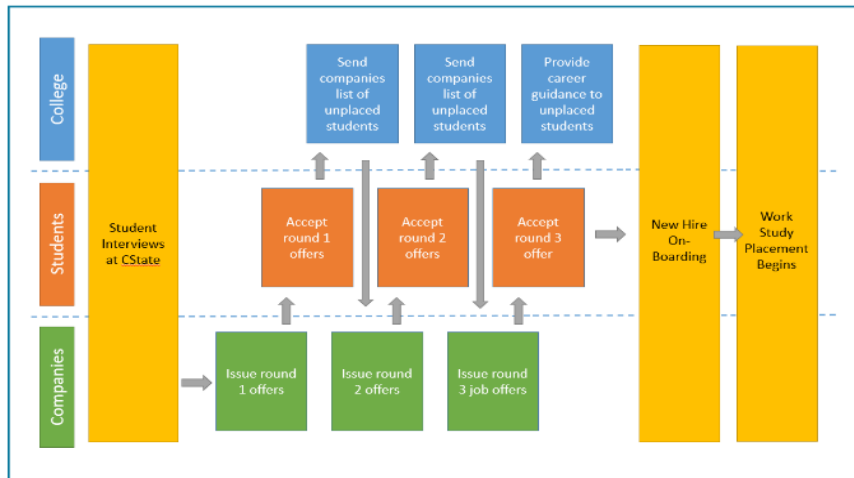 College
Send
companies
list of
unplaced
students
Send
companies
list of
unplaced
students
Provide
career
guidance to
unplaced
students
Students
Student
Interviews
at CState
Accept
round 1
offers
Accept
round 2
offers
Accept
round 3
offer
New Hire
On-
Boarding
Work
Study
Placement
Begins
Companies
Issue round
1 offers
Issue round
2 offers
Issue round
3 job offers